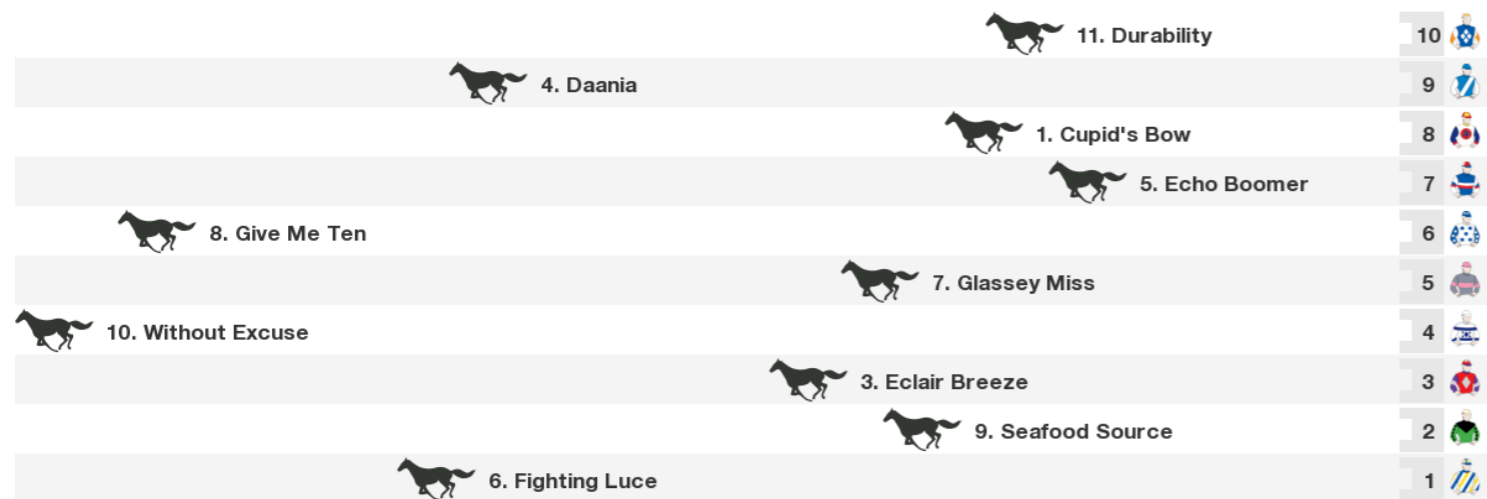 11. Durability 10
4. Daania 9
1. Cupid's Bow 8
5. Echo Boomer 7
8. Give Me Ten 6
7. Glassey Miss 5
10. Without Excuse 4
3. Eclair Breeze 3
9. Seafood Source 2
6. Fighting Luce 1